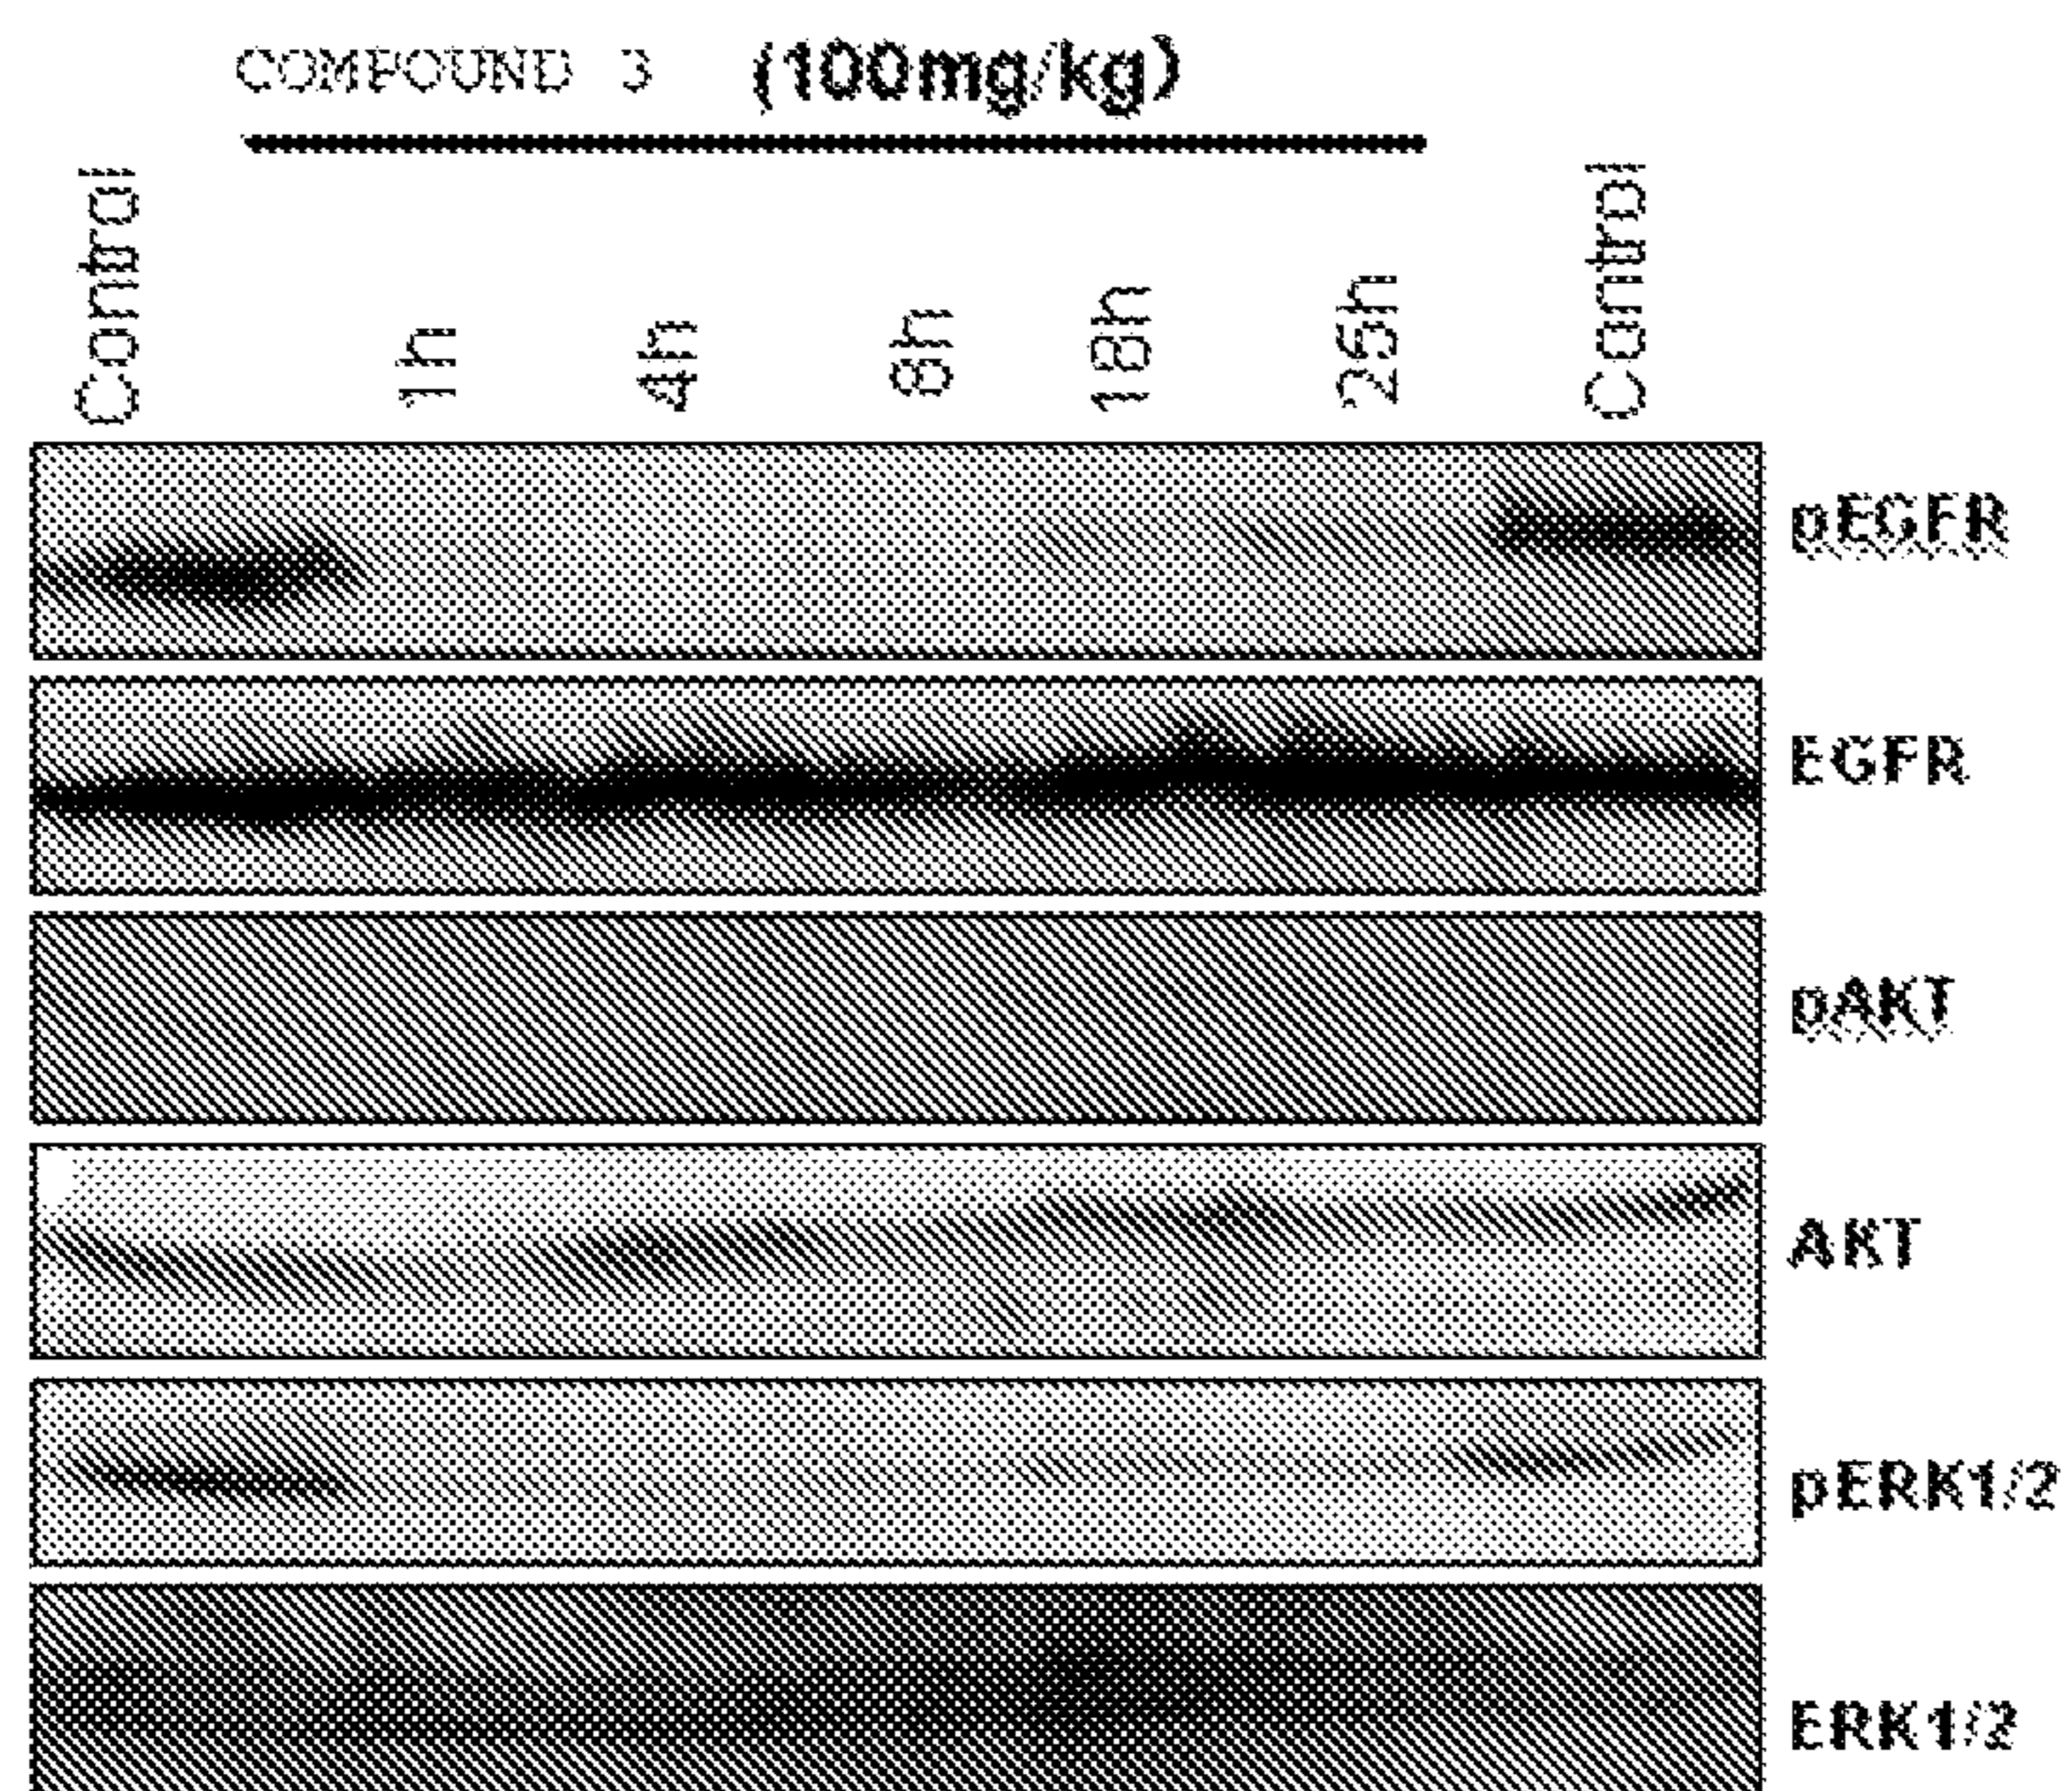 COMPOUND 3 (100mg/kg)
Control
1h
4h
8h
18h
25h
Control
pEGFR
EGFR
pAKT
AKT
pERK1/2
ERK1/2